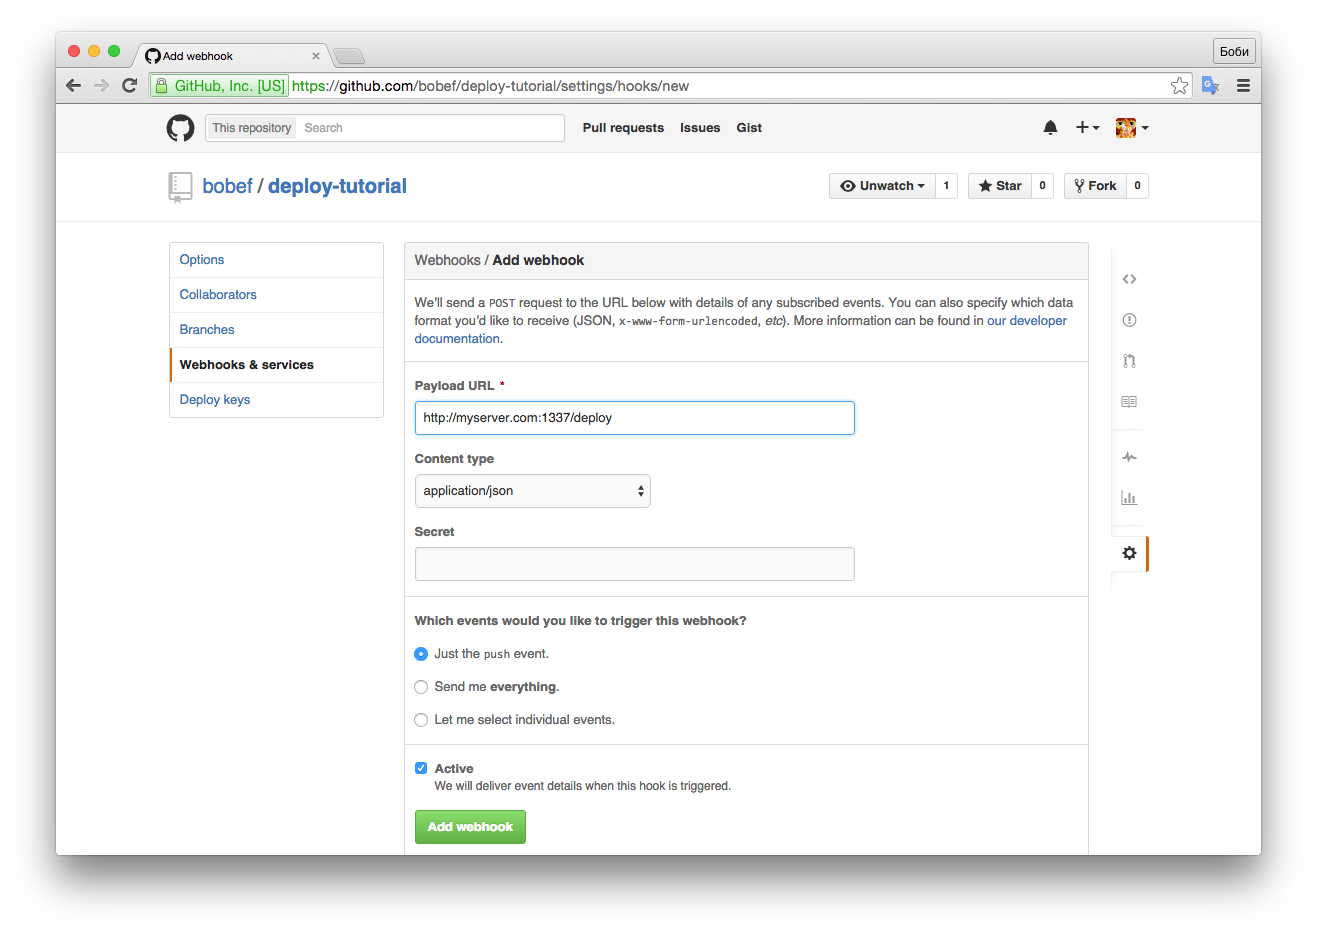 Add webhook
Боби
GitHub, Inc. [US] https://github.com/bobef/deploy-tutorial/settings/hooks/new
This repository Search Pull requests Issues Gist
bobef / deploy-tutorial
Unwatch 1 Star 0 Fork 0
Options
Collaborators
Branches
Webhooks & services
Deploy keys
Webhooks / Add webhook
We'll send a POST request to the URL below with details of any subscribed events. You can also specify which data
format you'd like to receive (JSON, x-www-form-urlencoded, etc). More information can be found in our developer
documentation.
Payload URL *
http://myserver.com:1337/deploy
Content type
application/json
Secret
Which events would you like to trigger this webhook?
Just the push event.
Send me everything.
Let me select individual events.
Active
We will deliver event details when this hook is triggered.
Add webhook